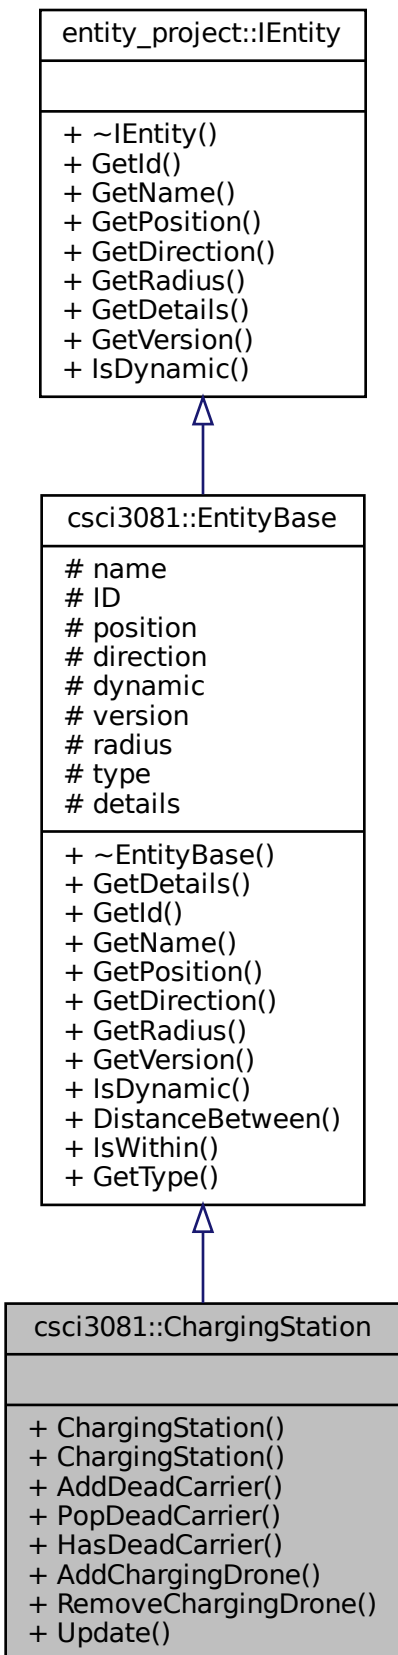 entity_project::IEntity
+ ~IEntity()
+ GetId()
+ GetName()
+ GetPosition()
+ GetDirection()
+ GetRadius()
+ GetDetails()
+ GetVersion()
+ IsDynamic()
csci3081::EntityBase
# name
# ID
# position
# direction
# dynamic
# version
# radius
# type
# details
+ ~EntityBase()
+ GetDetails()
+ GetId()
+ GetName()
+ GetPosition()
+ GetDirection()
+ GetRadius()
+ GetVersion()
+ IsDynamic()
+ DistanceBetween()
+ IsWithin()
+ GetType()
csci3081::ChargingStation
+ ChargingStation()
+ ChargingStation()
+ AddDeadCarrier()
+ PopDeadCarrier()
+ HasDeadCarrier()
+ AddChargingDrone()
+ RemoveChargingDrone()
+ Update()